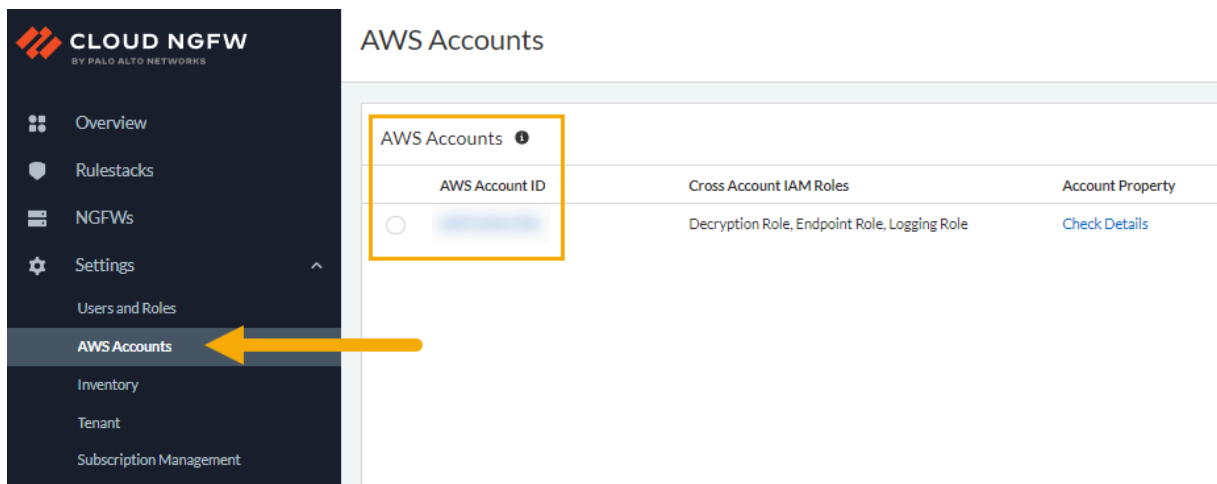 CLOUD NGFW
BY PALO ALTO NETWORKS
Overview
Rulestacks
NGFWs
Settings
Users and Roles
AWS Accounts
Inventory
Tenant
Subscription Management
AWS Accounts
AWS Accounts
AWS Account ID Cross Account IAM Roles Account Property
Decryption Role, Endpoint Role, Logging Role Check Details